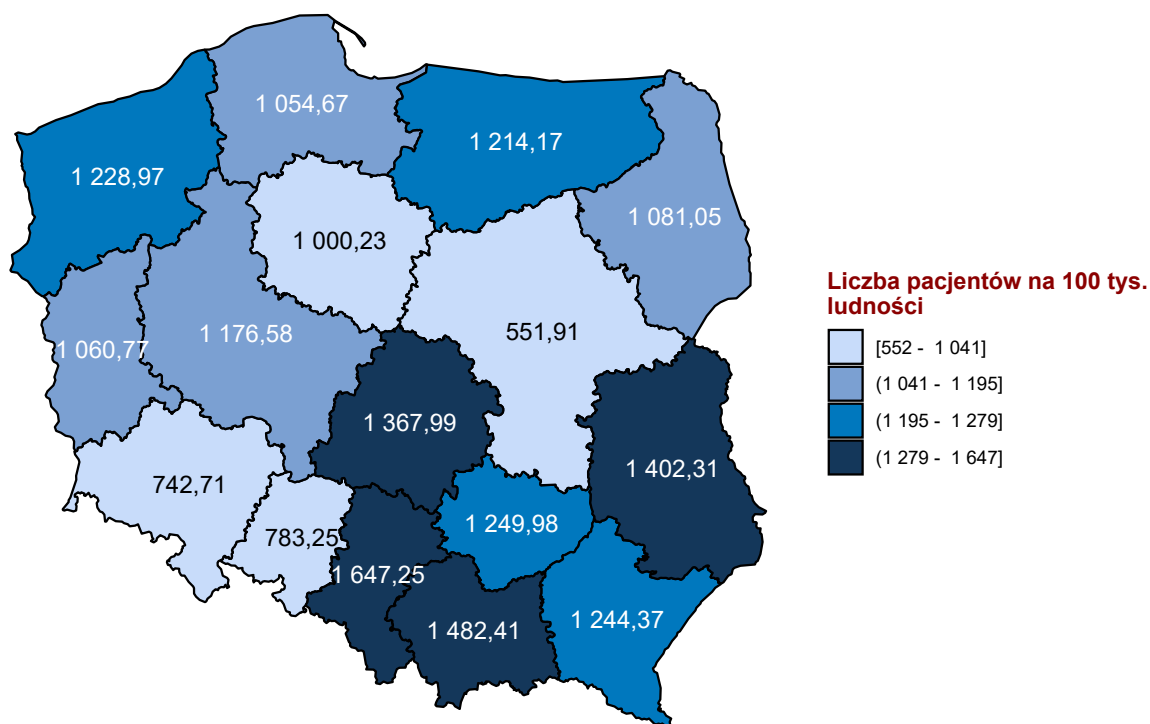 1 054,67
1 214,17
1 228,97
1 081,05
1 000,23
1 176,58
551,91
1 060,77
1 367,99
1 402,31
742,71
1 249,98
783,25
1 647,25
1 482,41
1 244,37
Liczba pacjentów na 100 tys.
ludności
[552 - 1 041]
(1 041 - 1 195]
(1 195 - 1 279]
(1 279 - 1 647]